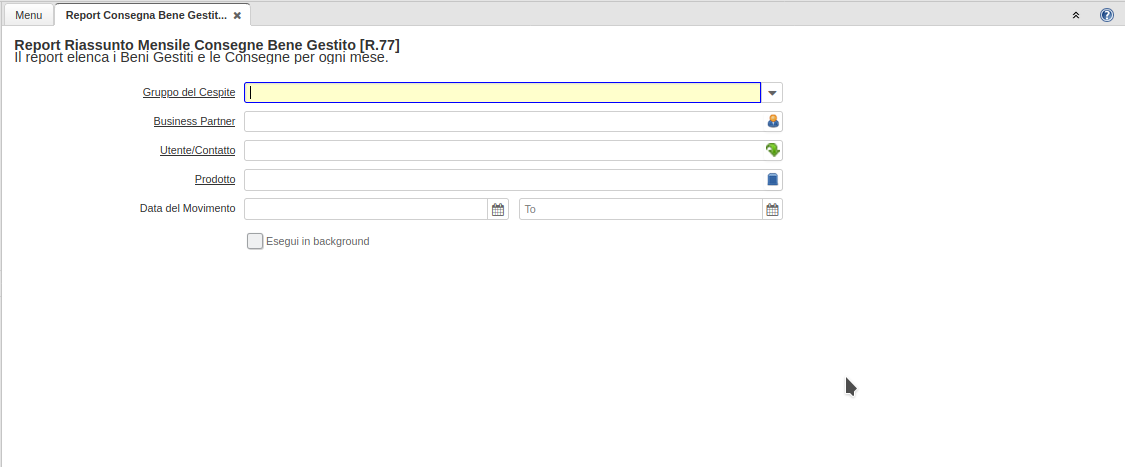 Menu
Report Consegna Bene Gestit...
Report Riassunto Mensile Consegne Bene Gestito [R.77]
Il report elenca i Beni Gestiti e le Consegne per ogni mese.
Gruppo del Cespite
Business Partner
Utente/Contatto
Prodotto
Data del Movimento To
Esegui in background